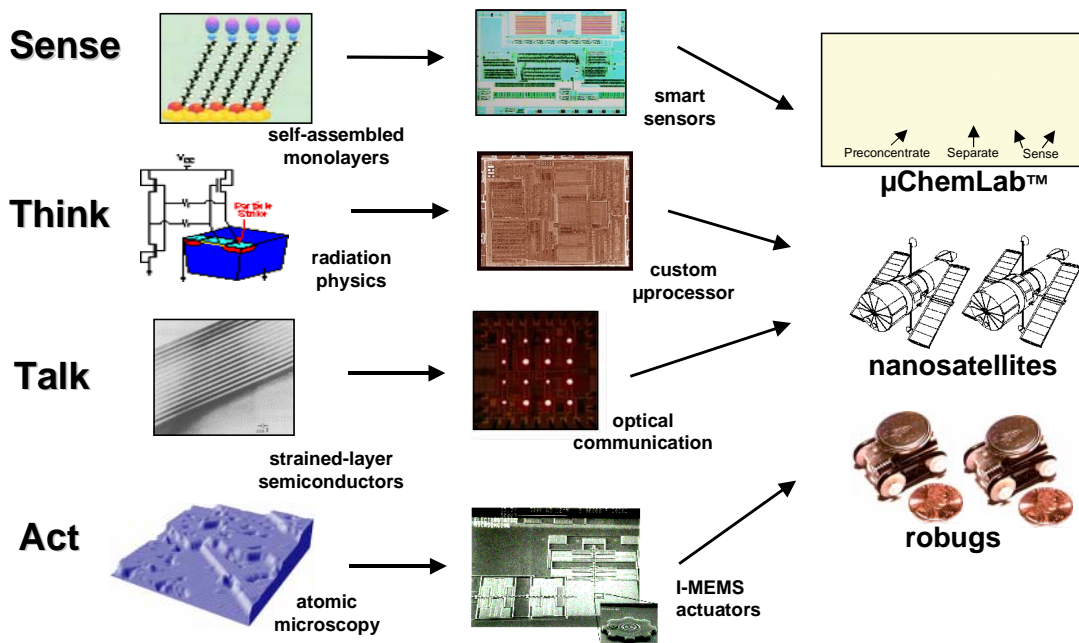 Sense
self-assembled
monolayers
smart
sensors
Preconcentrate
Separate
Sense
µChemLab™
Think
Particle
Strike
radiation
physics
custom
µprocessor
nanosatellites
Talk
strained-layer
semiconductors
optical
communication
robugs
Act
atomic
microscopy
I-MEMS
actuators